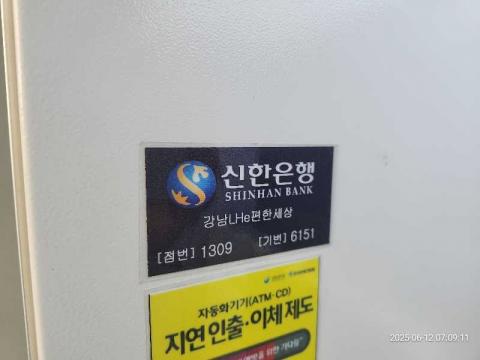 신한은행
SHINHAN BANK
강남LHe편한세상
[점번] 1309 [기번] 6151
자동화기기(ATM·CD)
지연 인출·이체 제도
2025-06-12 07:09:11